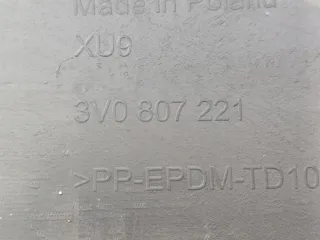 Made in Poland
XU9
3V0 807 221
>PP-EPDM-TD10